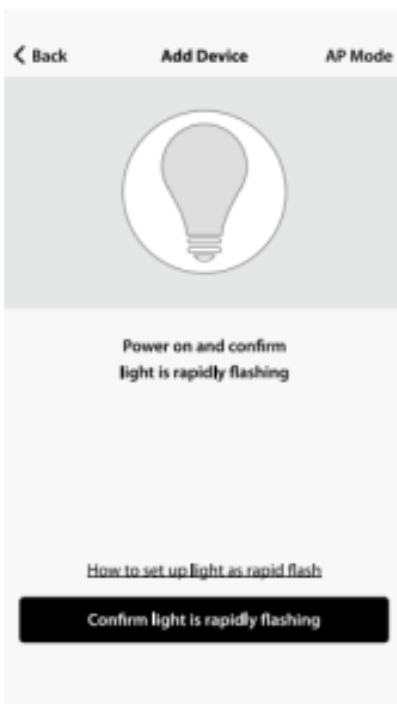 Back Add Device AP Mode
Power on and confirm
light is rapidly flashing
How to set up light as rapid flash
Confirm light is rapidly flashing